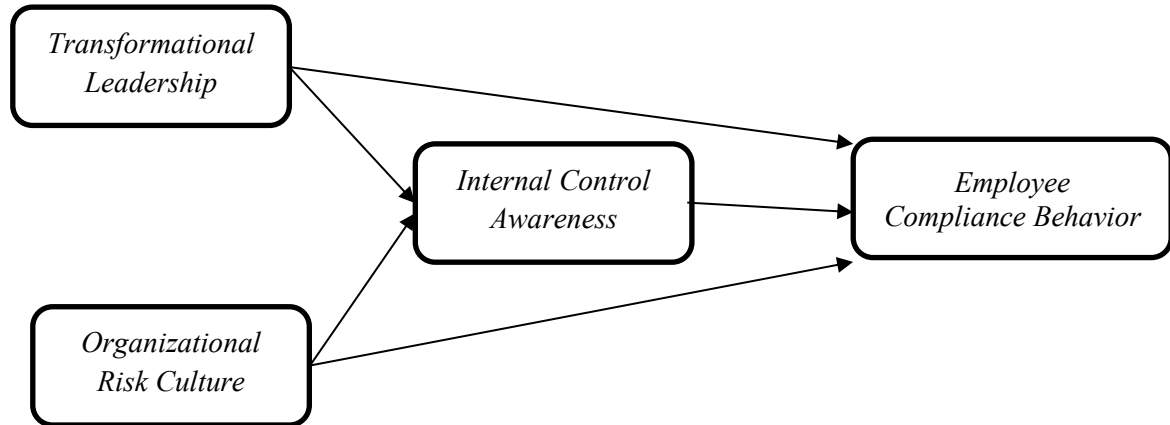 Transformational
Leadership
Internal Control
Awareness
Employee
Compliance Behavior
Organizational
Risk Culture